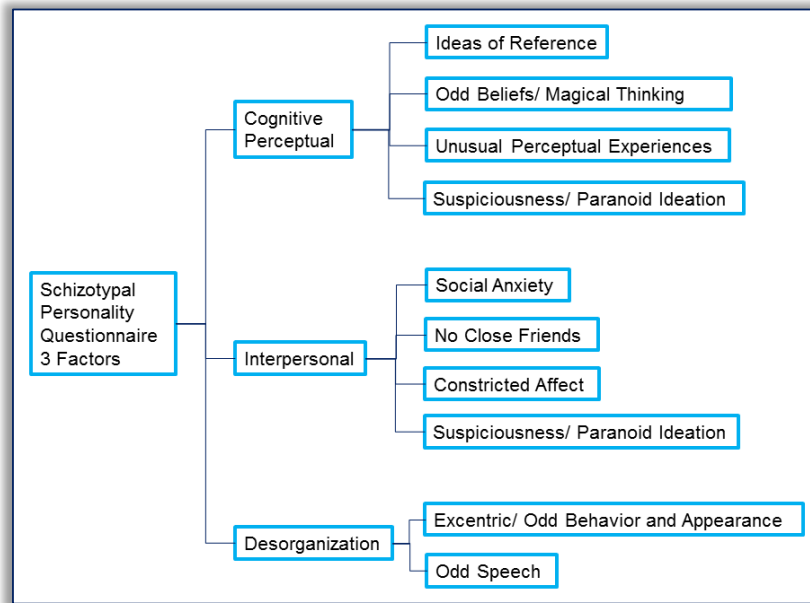 Schizotypal
Personality
Questionnaire
3 Factors
Cognitive
Perceptual
Ideas of Reference
Odd Beliefs/ Magical Thinking
Unusual Perceptual Experiences
Suspiciousness/ Paranoid Ideation
Interpersonal
Social Anxiety
No Close Friends
Constricted Affect
Suspiciousness/ Paranoid Ideation
Desorganization
Excentric/ Odd Behavior and Appearance
Odd Speech